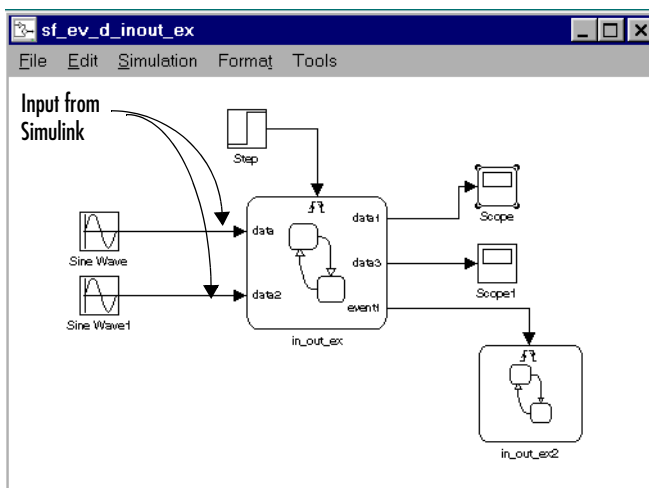 sf_ev_d_inout_ex
File Edit Simulation Format Tools
Input from
Simulink
Step
data
data2
data1
data3
event1
in_out_ex
Sine Wave
Sine Wave1
Scope
Scope1
in_out_ex2